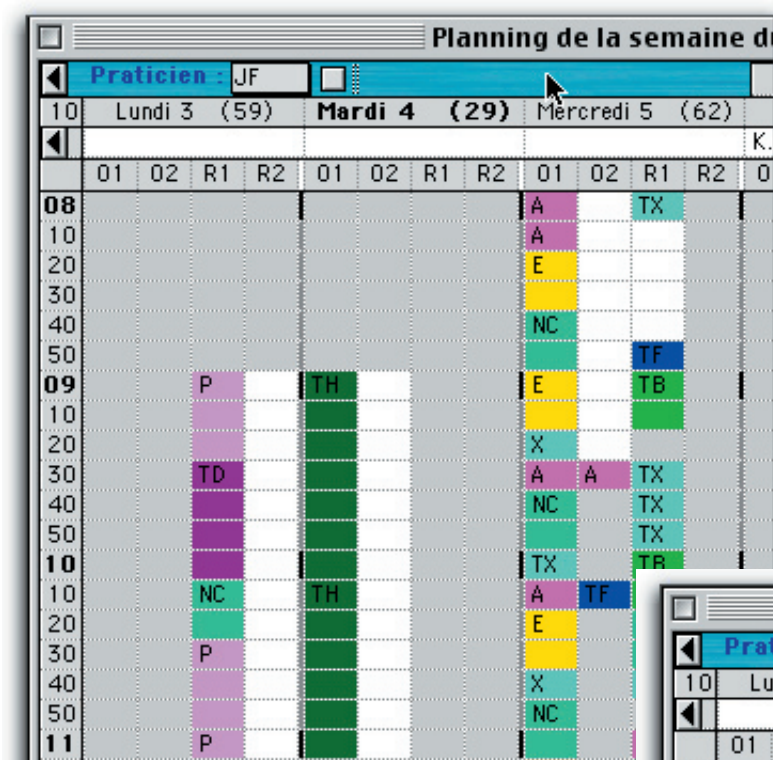 Planning de la semaine du
Praticien : JF
10 Lundi 3 (59) Mardi 4 (29) Mercredi 5 (62)
K.
01 02 R1 R2 01 02 R1 R2 01 02 R1 R2 0
08 A TX
10 A
20 E
30
40 NC
50 TF
09 P TH E TB
10
20 X
30 TD A A TX
40 NC TX
50 TX
10 TX TB
10 NC TH A TF
20 E
30 P
40 X
50 NC
11 P
Prat
10 Lu
01